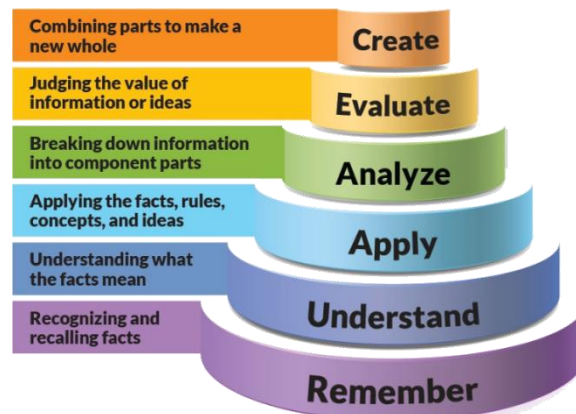 Combining parts to make a
new whole
Create
Judging the value of
information or ideas
Evaluate
Breaking down information
into component parts
Analyze
Applying the facts, rules,
concepts, and ideas
Apply
Understanding what
the facts mean
Understand
Recognizing and
recalling facts
Remember